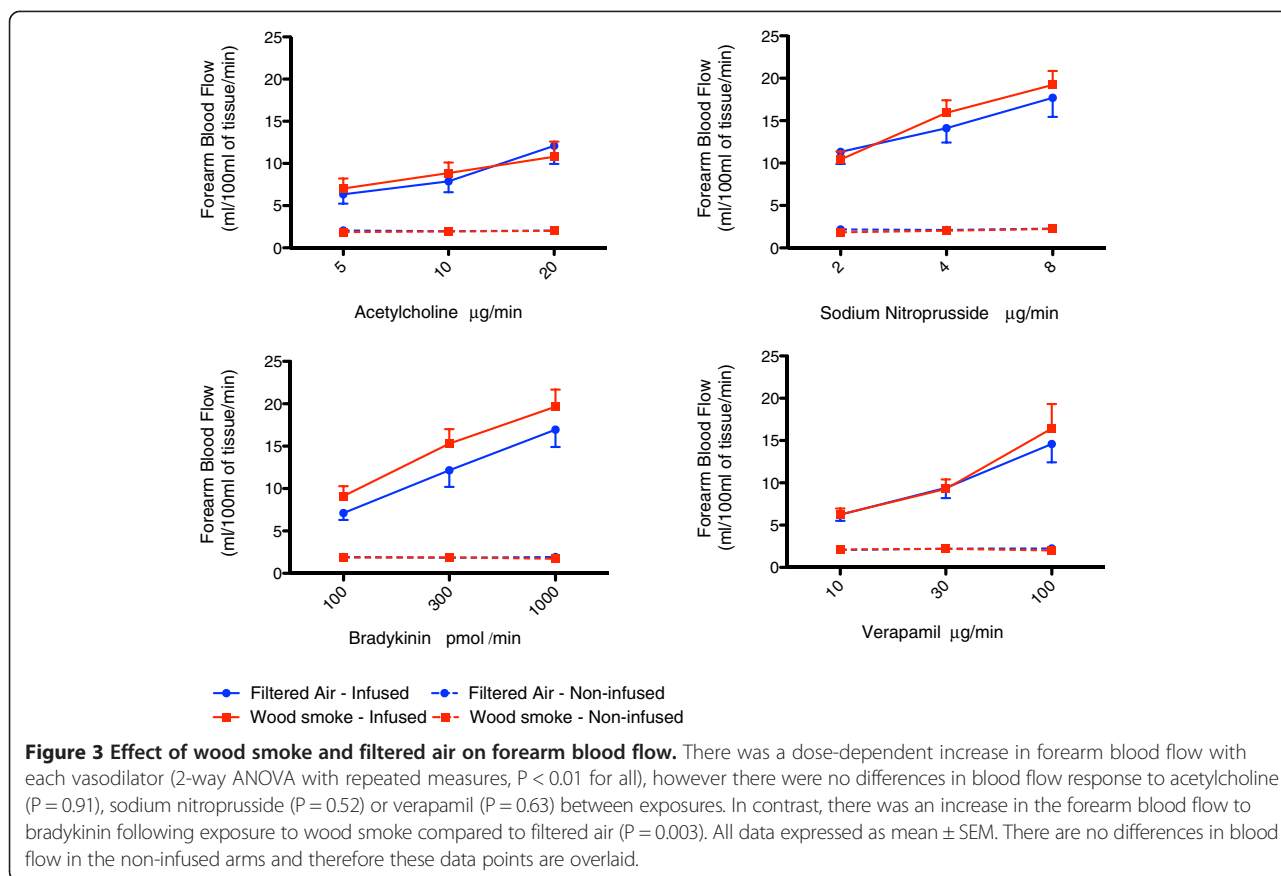 25
20
15
10
5
0
Forearm Blood Flow
(ml/100ml of tissue/min)
5
10
20
Acetylcholine μg/min
25
20
15
10
5
0
Forearm Blood Flow
(ml/100ml of tissue/min)
2
4
8
Sodium Nitroprusside μg/min
25
20
15
10
5
0
Forearm Blood Flow
(ml/100ml of tissue/min)
100
300
1000
Bradykinin pmol /min
25
20
15
10
5
0
Forearm Blood Flow
(ml/100ml of tissue/min)
10
30
100
Verapamil μg/min
Filtered Air - Infused
Filtered Air - Non-infused
Wood smoke - Infused
Wood smoke - Non-infused
Figure 3 Effect of wood smoke and filtered air on forearm blood flow. There was a dose-dependent increase in forearm blood flow with
each vasodilator (2-way ANOVA with repeated measures, P < 0.01 for all), however there were no differences in blood flow response to acetylcholine
(P = 0.91), sodium nitroprusside (P = 0.52) or verapamil (P = 0.63) between exposures. In contrast, there was an increase in the forearm blood flow to
bradykinin following exposure to wood smoke compared to filtered air (P = 0.003). All data expressed as mean ± SEM. There are no differences in blood
flow in the non-infused arms and therefore these data points are overlaid.